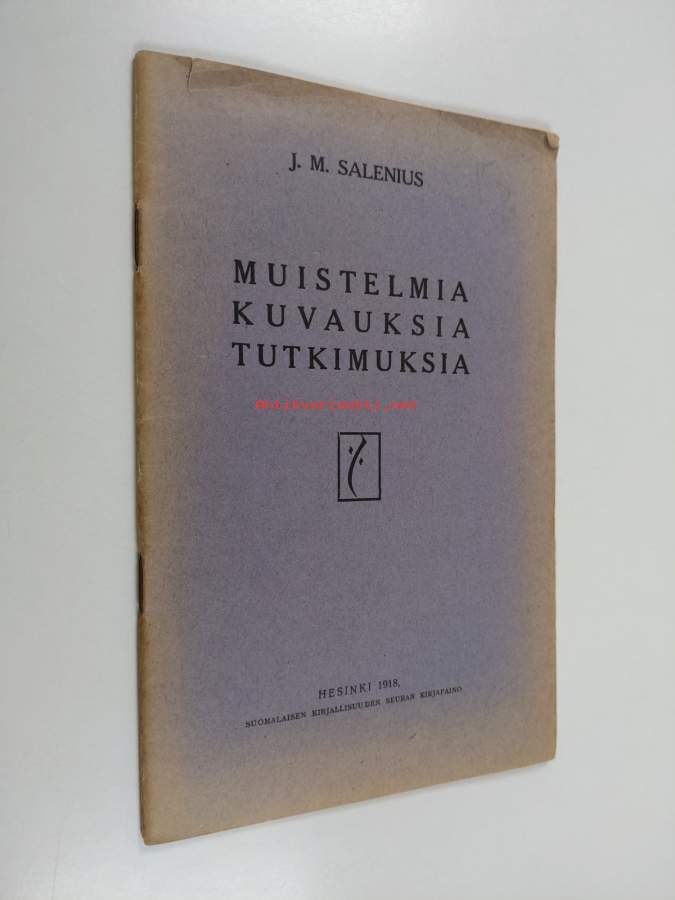 J. M. SALENIUS
MUISTELMIA
KUVAUKSIA
TUTKIMUKSIA
antikvariaatti.net
HESINKI 1918,
SUOMALAISEN KIRJALLISUUDEN SEURAN KIRJAPAINO